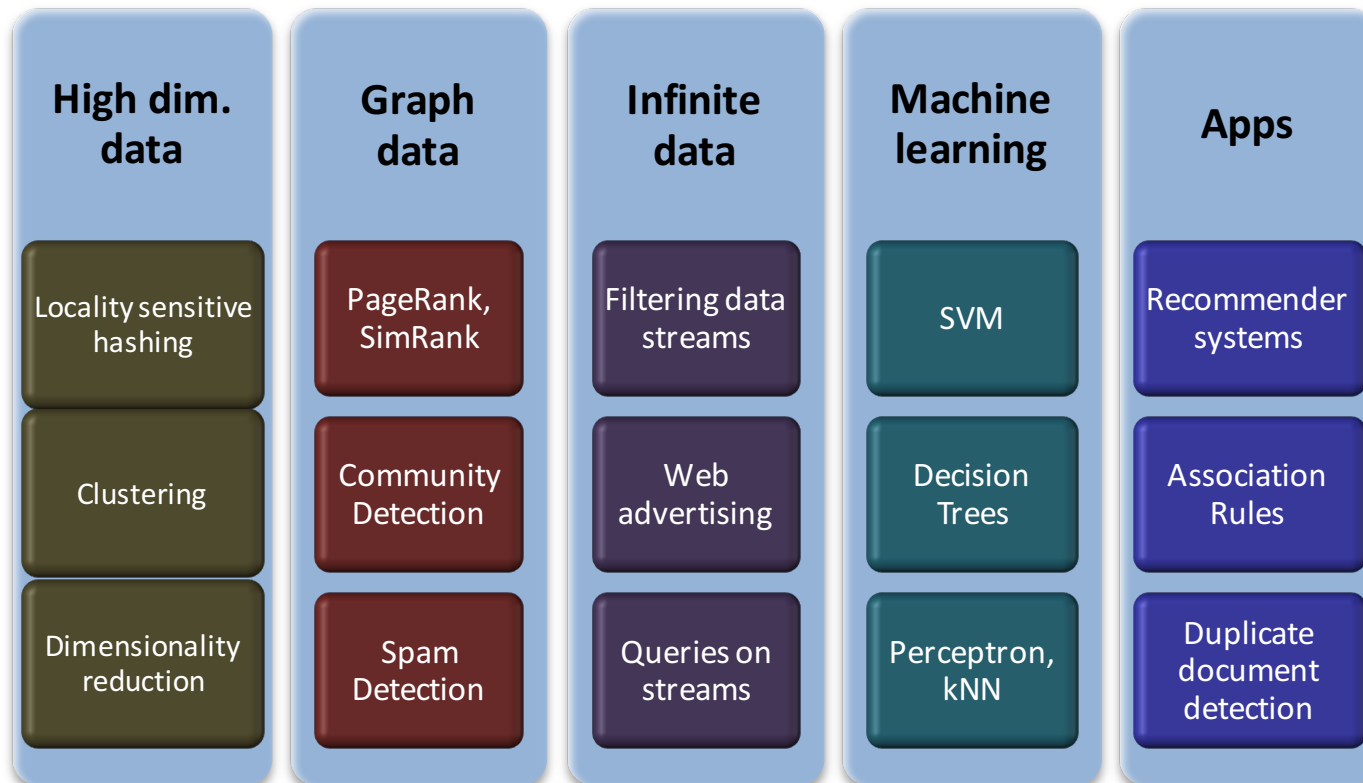 High dim.
data
Locality sensitive
hashing
Clustering
Dimensionality
reduction
Graph
data
PageRank,
SimRank
Community
Detection
Spam
Detection
Infinite
data
Filtering data
streams
Web
advertising
Queries on
streams
Machine
learning
SVM
Decision
Trees
Perceptron,
kNN
Apps
Recommender
systems
Association
Rules
Duplicate
document
detection